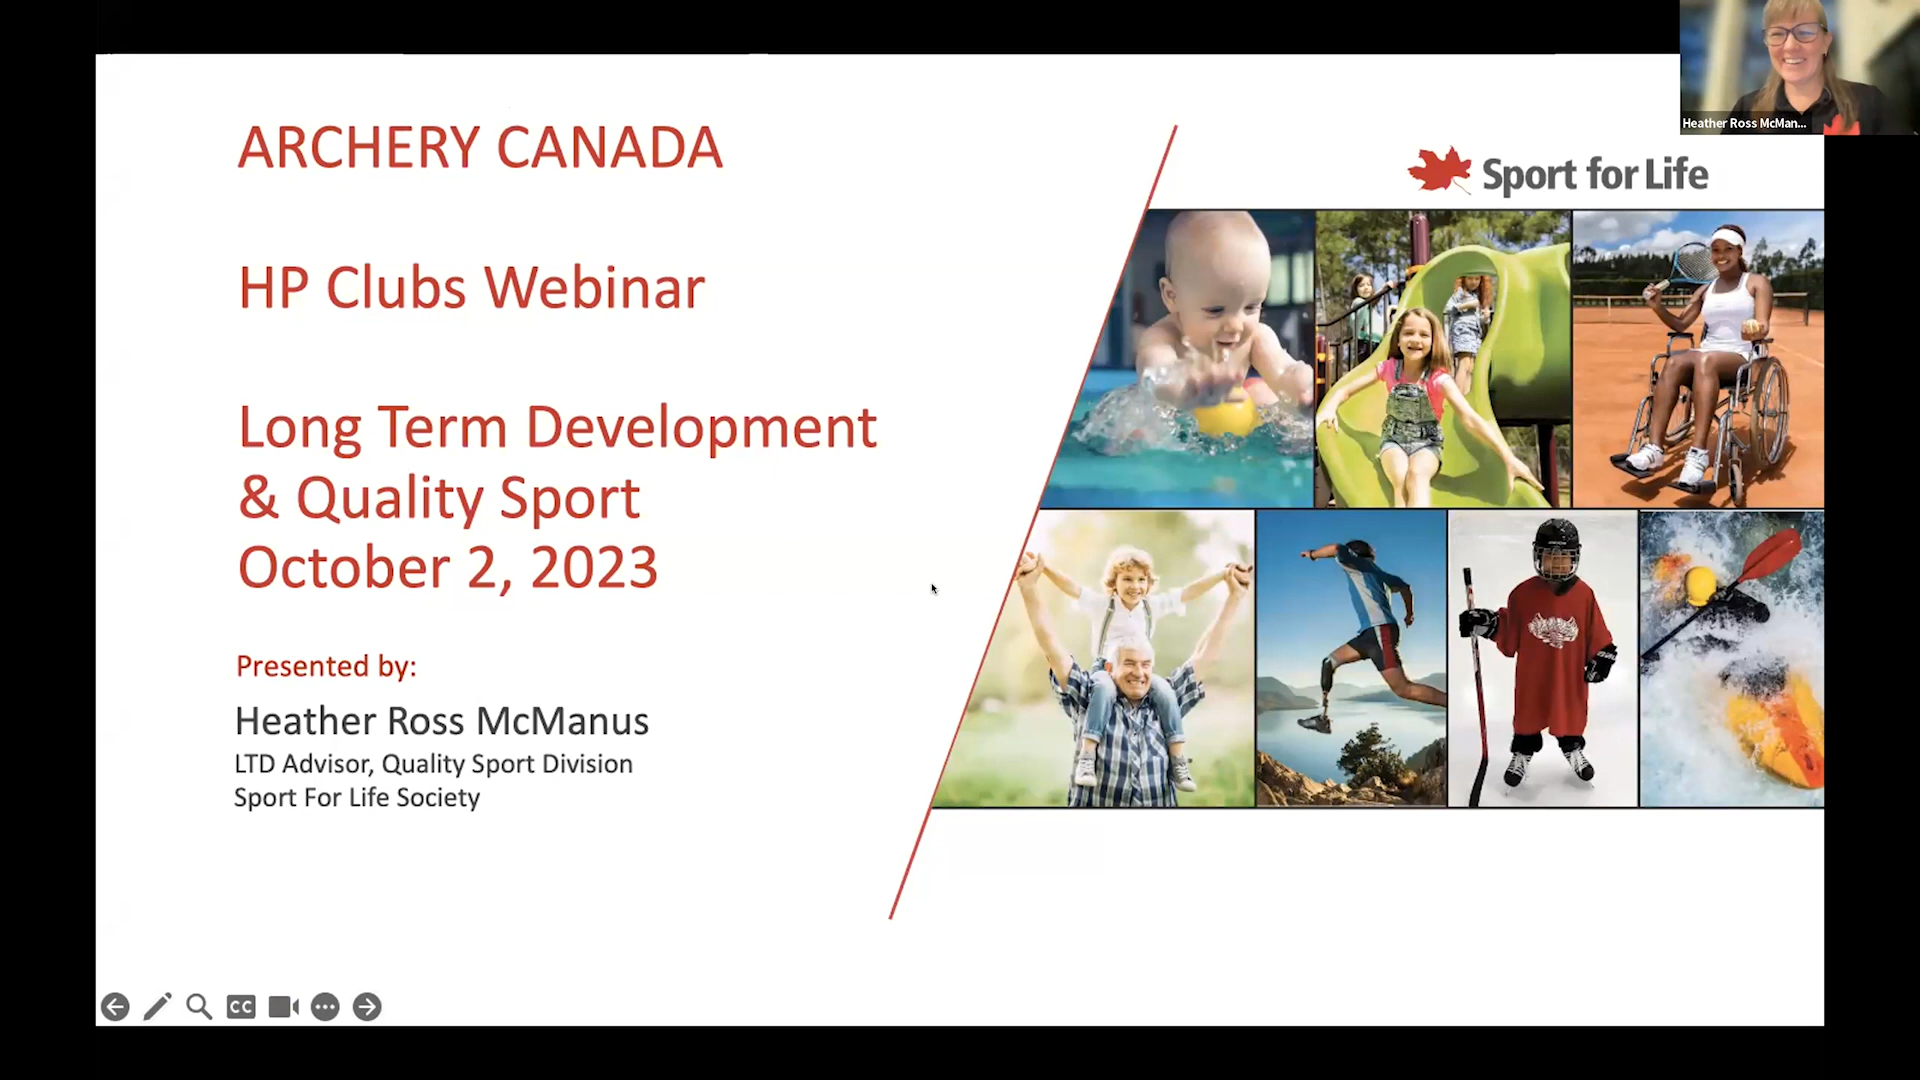 ARCHERY CANADA
HP Clubs Webinar
Long Term Development
& Quality Sport
October 2, 2023
Presented by:
Heather Ross McManus
LTD Advisor, Quality Sport Division
Sport For Life Society
Sport for Life
Heather Ross McMan...
CC